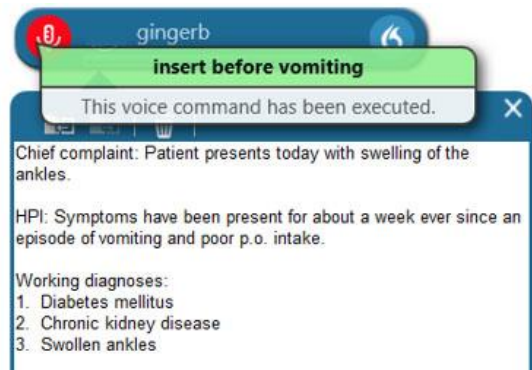 gingerb
insert before vomiting
This voice command has been executed.
Chief complaint: Patient presents today with swelling of the
ankles.
HPI: Symptoms have been present for about a week ever since an
episode of vomiting and poor p.o. intake.
Working diagnoses:
1. Diabetes mellitus
2. Chronic kidney disease
3. Swollen ankles